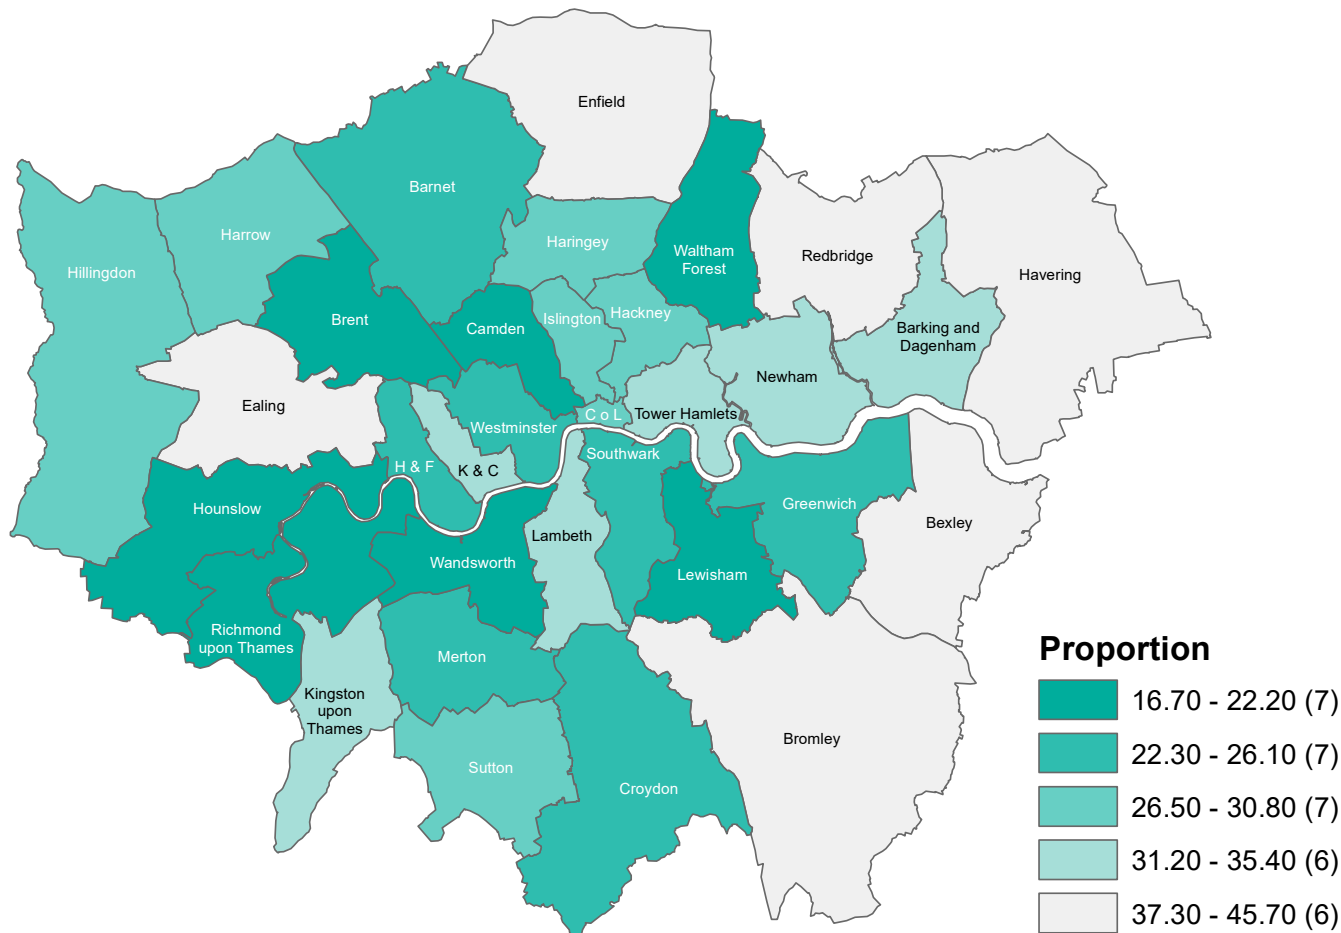 Enfield
Barnet
Harrow
Haringey
Waltham
Forest
Redbridge
Havering
Hillingdon
Brent
Camden
Islington
Hackney
Barking and
Dagenham
Newham
Ealing
Westminster
C o L
Tower Hamlets
H & F
K & C
Southwark
Hounslow
Greenwich
Bexley
Lambeth
Wandsworth
Lewisham
Richmond
upon Thames
Merton
Kingston
upon
Thames
Sutton
Croydon
Bromley
Proportion
16.70 - 22.20 (7)
22.30 - 26.10 (7)
26.50 - 30.80 (7)
31.20 - 35.40 (6)
37.30 - 45.70 (6)